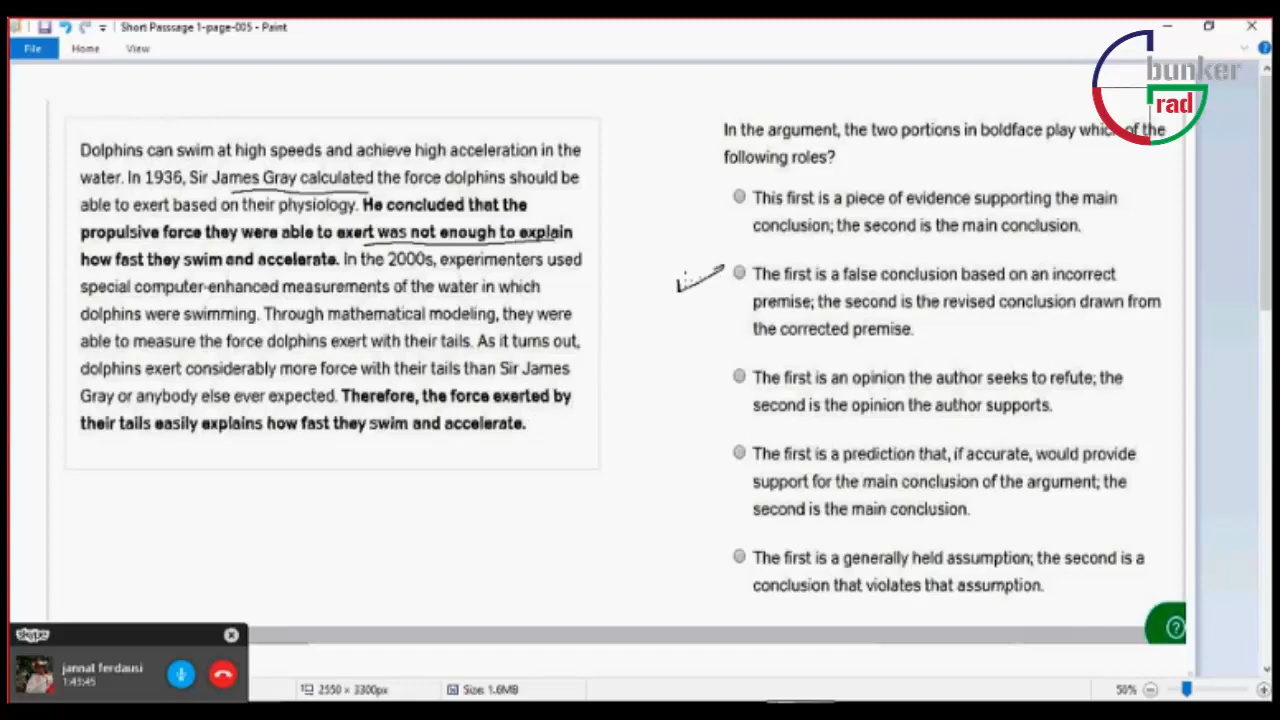 Short Passsage 1-page-005 - Paint
File Home View
bunker
rad
Dolphins can swim at high speeds and achieve high acceleration in the
water. In 1936, Sir James Gray calculated the force dolphins should be
able to exert based on their physiology. He concluded that the
propulsive force they were able to exert was not enough to explain
how fast they swim and accelerate. In the 2000s, experimenters used
special computer-enhanced measurements of the water in which
dolphins were swimming. Through mathematical modeling, they were
able to measure the force dolphins exert with their tails. As it turns out,
dolphins exert considerably more force with their tails than Sir James
Gray or anybody else ever expected. Therefore, the force exerted by
their tails easily explains how fast they swim and accelerate.
In the argument, the two portions in boldface play which of the
following roles?
This first is a piece of evidence supporting the main
conclusion; the second is the main conclusion.
The first is a false conclusion based on an incorrect
premise; the second is the revised conclusion drawn from
the corrected premise.
The first is an opinion the author seeks to refute; the
second is the opinion the author supports.
The first is a prediction that, if accurate, would provide
support for the main conclusion of the argument; the
second is the main conclusion.
The first is a generally held assumption; the second is a
conclusion that violates that assumption.
skype
jannal ferdausi
1:43:45
2550 × 3300px
Size: 1.6MB
50%